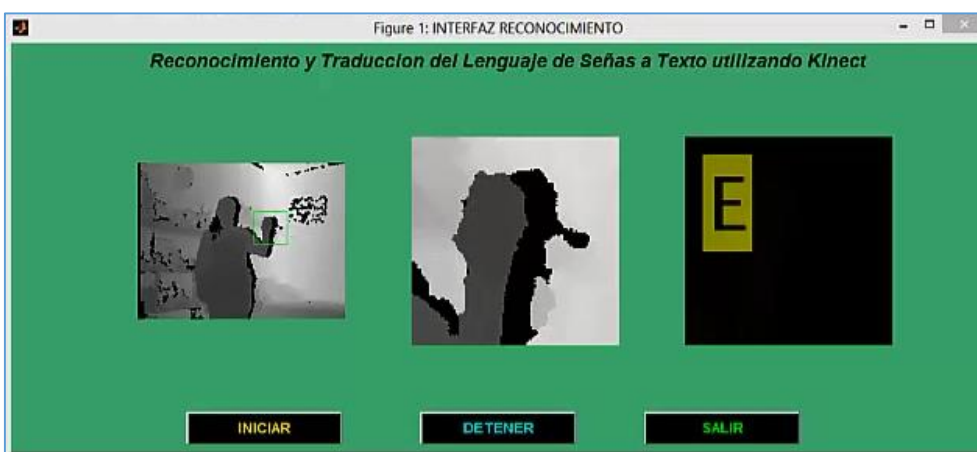 Figure 1: INTERFAZ RECONOCIMIENTO
Reconocimiento y Traduccion del Lenguaje de Señas a Texto utilizando Kinect
E
INICIAR DETENER SALIR